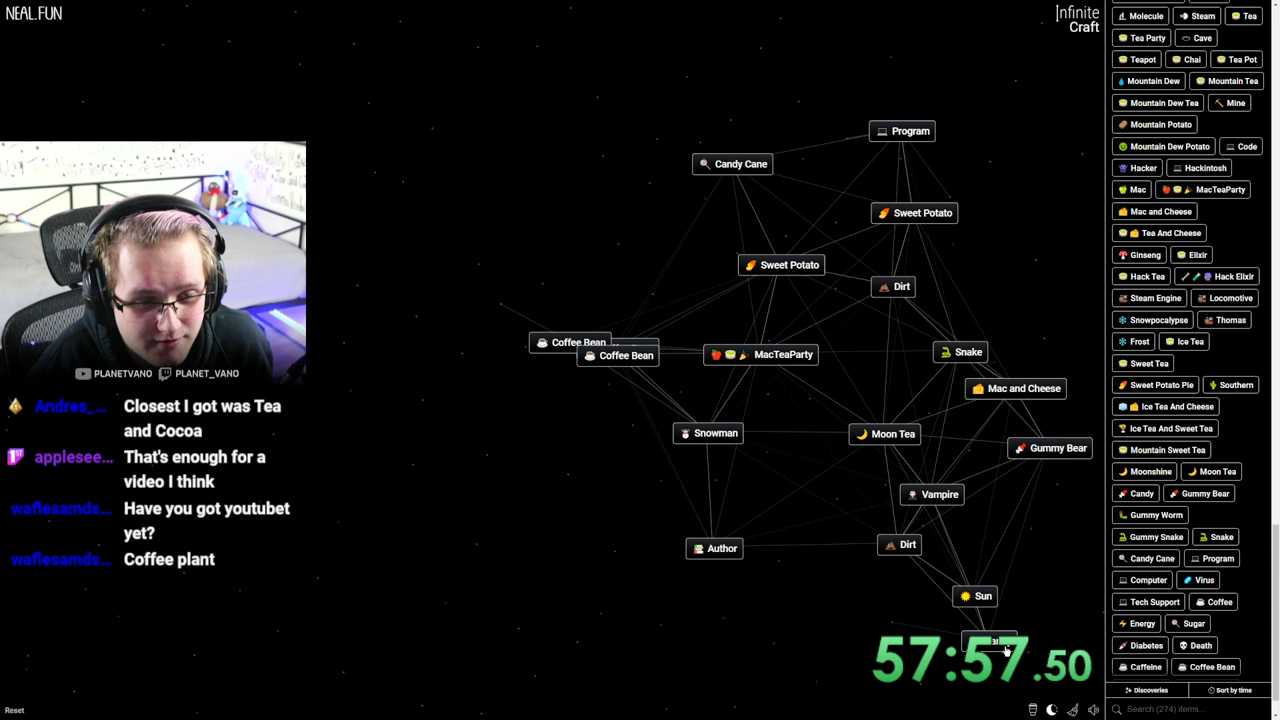 NEAL.FUN
Infinite
Craft
Program
Candy Cane
Sweet Potato
Sweet Potato
Dirt
Coffee Bean
Coffee Bean
MacTeaParty
Snake
Mac and Cheese
Snowman
Moon Tea
Gummy Bear
Vampire
Author
Dirt
Sun
57:57.50
PLANETVANO PLANET_VANO
Andres_... Closest I got was Tea
and Cocoa
applesee... That's enough for a
video I think
waflesamds... Have you got youtubet
yet?
waflesamds... Coffee plant
Reset
Molecule Steam Tea
Tea Party Cave
Teapot Chai Tea Pot
Mountain Dew Mountain Tea
Mountain Dew Tea Mine
Mountain Potato
Mountain Dew Potato Code
Hacker Hackintosh
Mac MacTeaParty
Mac and Cheese
Tea And Cheese
Ginseng Elixir
Hack Tea Hack Elixir
Steam Engine Locomotive
Snowpocalypse Thomas
Frost Ice Tea
Sweet Tea
Sweet Potato Pie Southern
Ice Tea And Cheese
Ice Tea And Sweet Tea
Mountain Sweet Tea
Moonshine Moon Tea
Candy Gummy Bear
Gummy Worm
Gummy Snake Snake
Candy Cane Program
Computer Virus
Tech Support Coffee
Energy Sugar
Diabetes Death
Caffeine Coffee Bean
Discoveries Sort by time
Search (274) items...